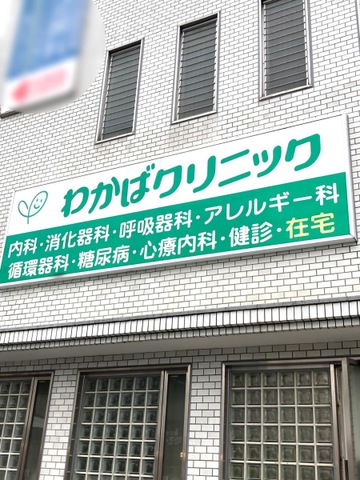 わかばクリニック
内科・消化器科・呼吸器科・アレルギー科
循環器科・糖尿病・心療内科・健診・在宅